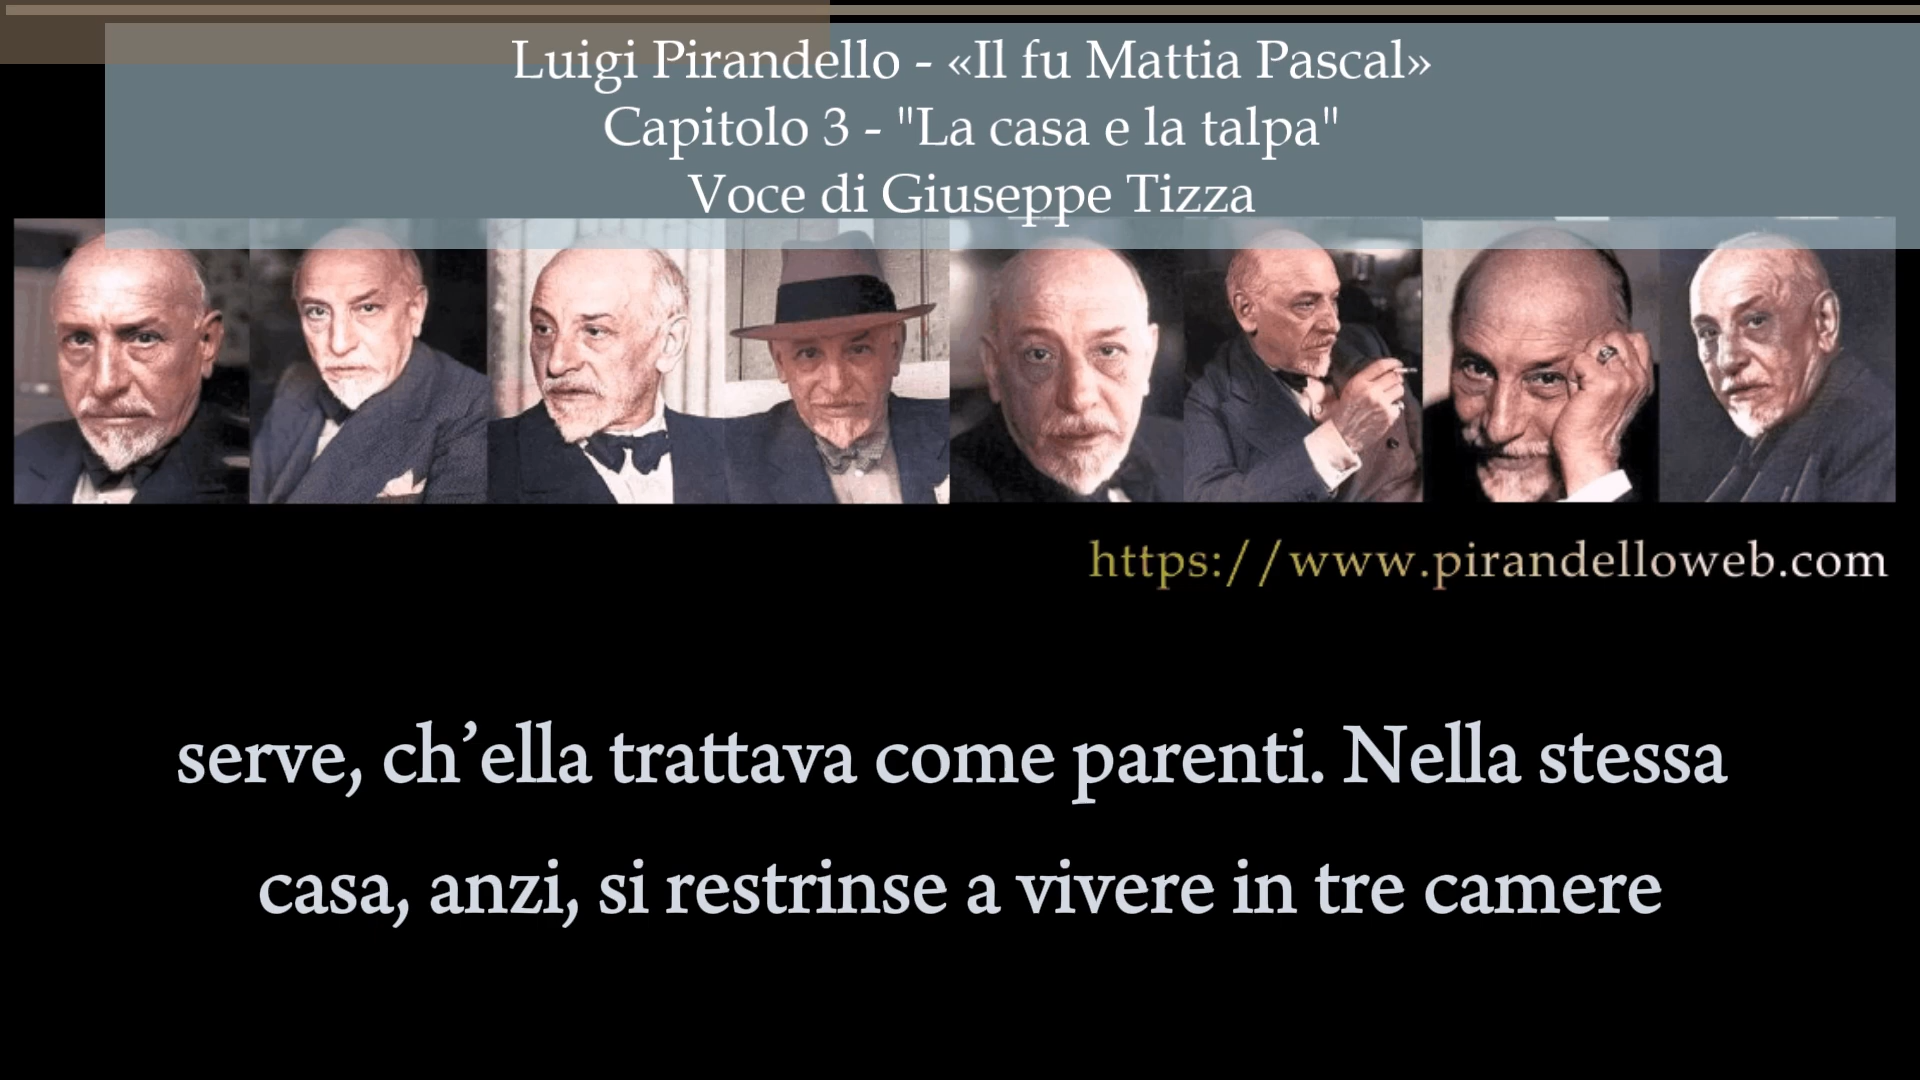 Luigi Pirandello - «Il fu Mattia Pascal»
Capitolo 3 - "La casa e la talpa"
Voce di Giuseppe Tizza
https://www.pirandelloweb.com
serve, ch’ella trattava come parenti. Nella stessa
casa, anzi, si restrinse a vivere in tre camere